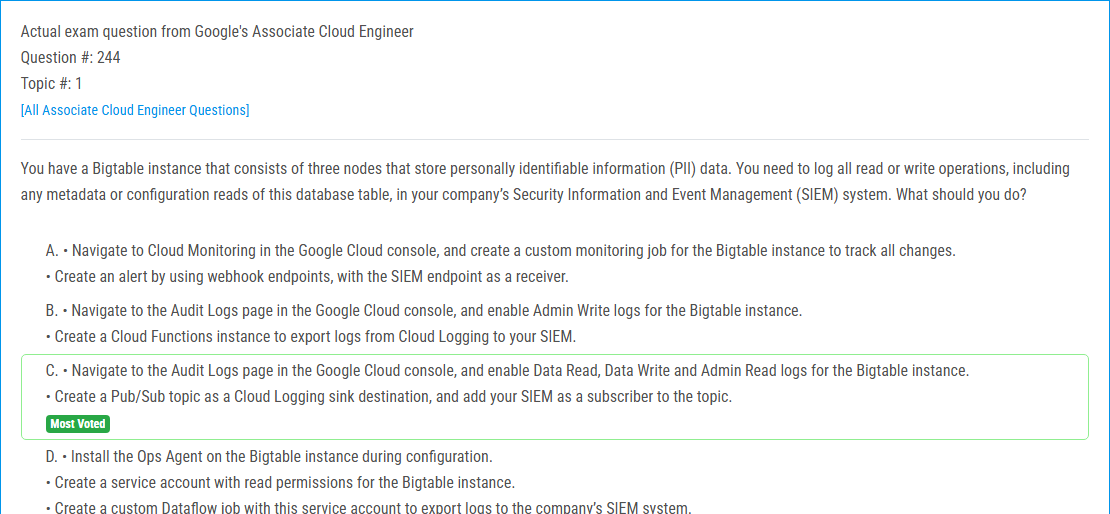 Actual exam question from Google's Associate Cloud Engineer
Question #: 244
Topic #: 1
[All Associate Cloud Engineer Questions]
You have a Bigtable instance that consists of three nodes that store personally identifiable information (PII) data. You need to log all read or write operations, including
any metadata or configuration reads of this database table, in your company’s Security Information and Event Management (SIEM) system. What should you do?
A. • Navigate to Cloud Monitoring in the Google Cloud console, and create a custom monitoring job for the Bigtable instance to track all changes.
• Create an alert by using webhook endpoints, with the SIEM endpoint as a receiver.
B. • Navigate to the Audit Logs page in the Google Cloud console, and enable Admin Write logs for the Bigtable instance.
• Create a Cloud Functions instance to export logs from Cloud Logging to your SIEM.
C. • Navigate to the Audit Logs page in the Google Cloud console, and enable Data Read, Data Write and Admin Read logs for the Bigtable instance.
• Create a Pub/Sub topic as a Cloud Logging sink destination, and add your SIEM as a subscriber to the topic.
Most Voted
D. • Install the Ops Agent on the Bigtable instance during configuration.
• Create a service account with read permissions for the Bigtable instance.
• Create a custom Dataflow job with this service account to export logs to the company’s SIEM system.